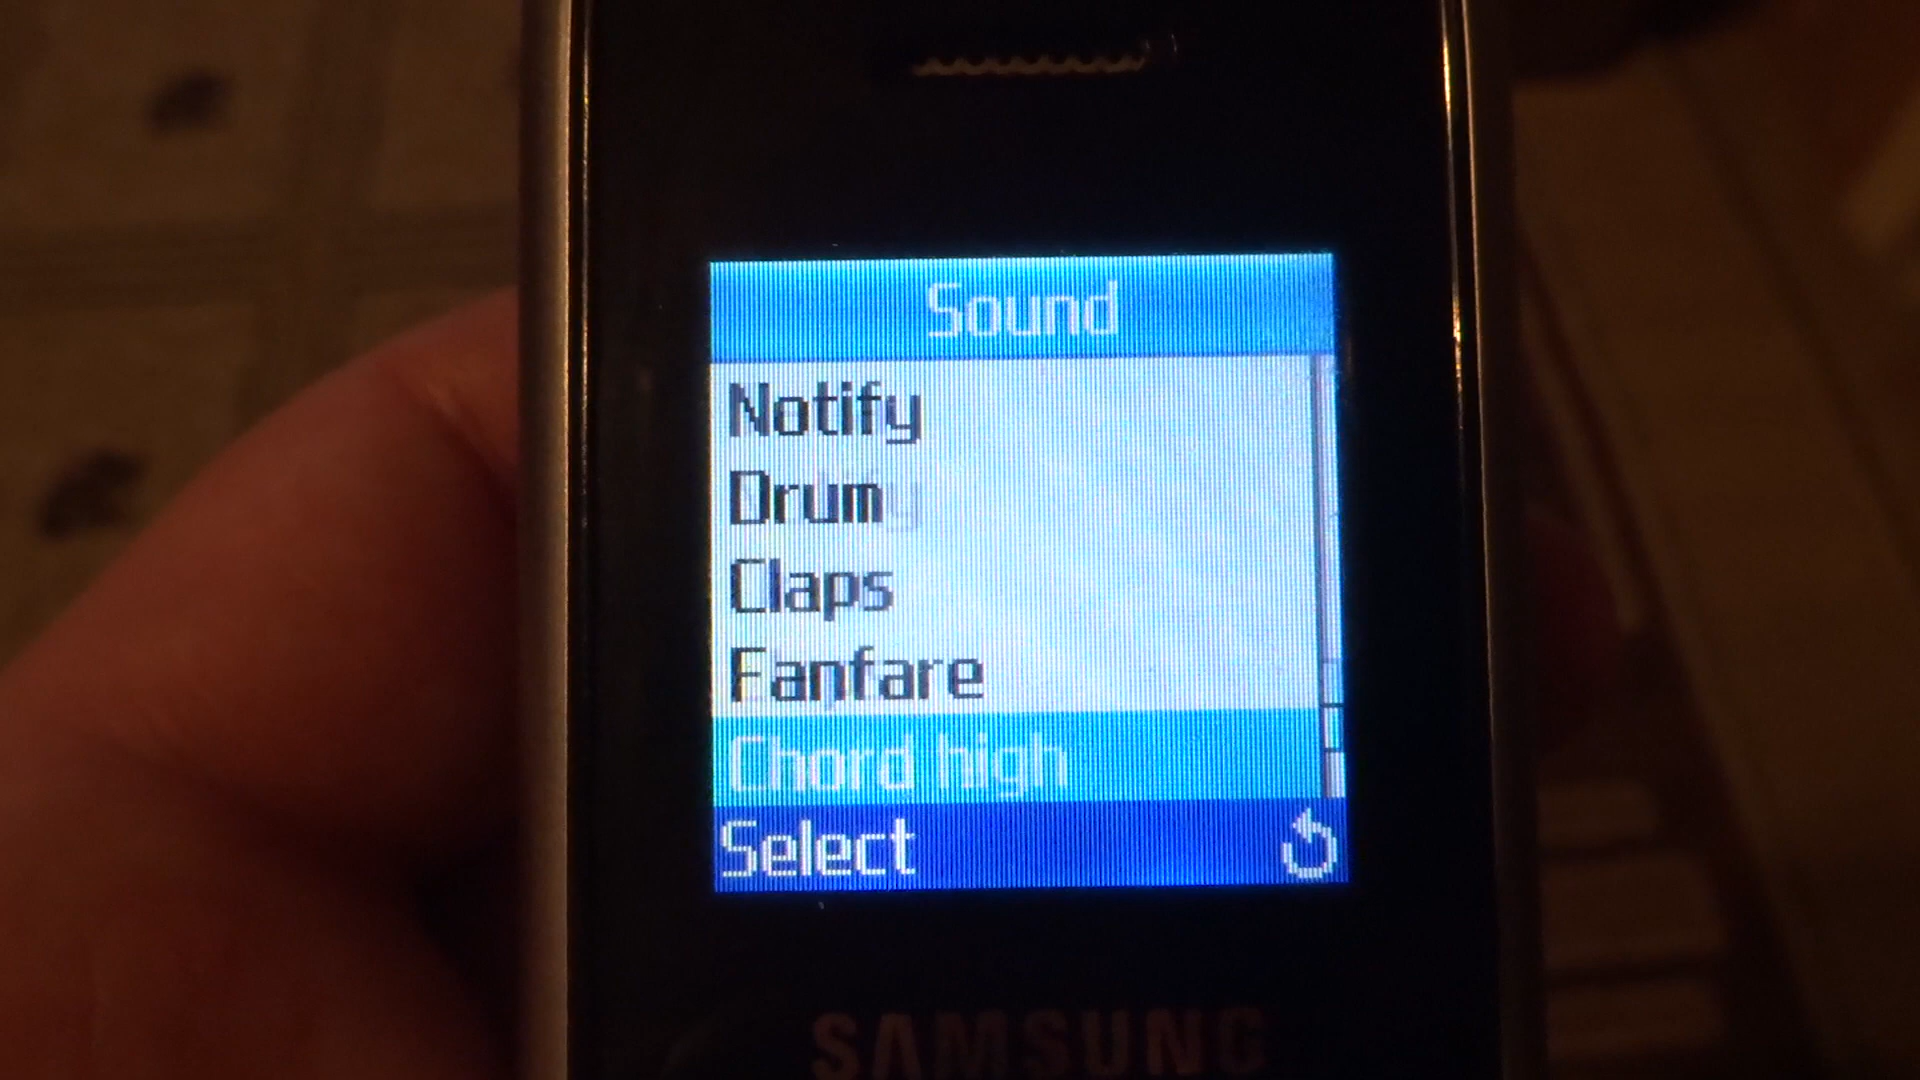 Sound
Notify
Drum
Claps
Fanfare
Chord high
Select
SAMSUNG